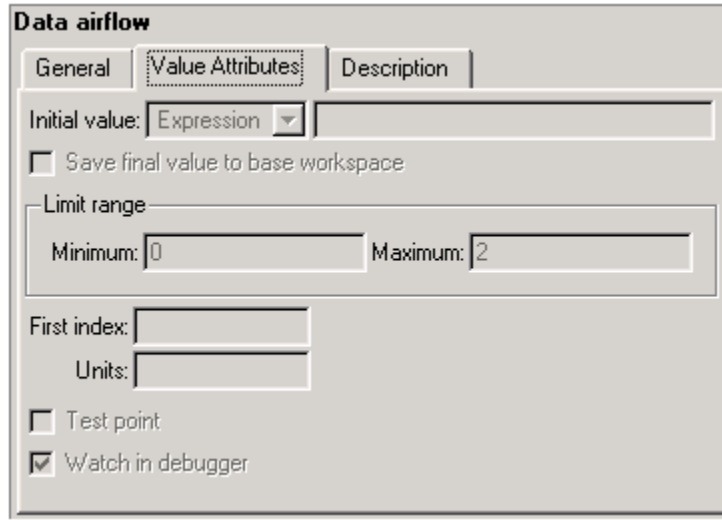 Data airflow
General Value Attributes Description
Initial value: Expression
Save final value to base workspace
Limit range
Minimum: 0 Maximum: 2
First index:
Units:
Test point
Watch in debugger